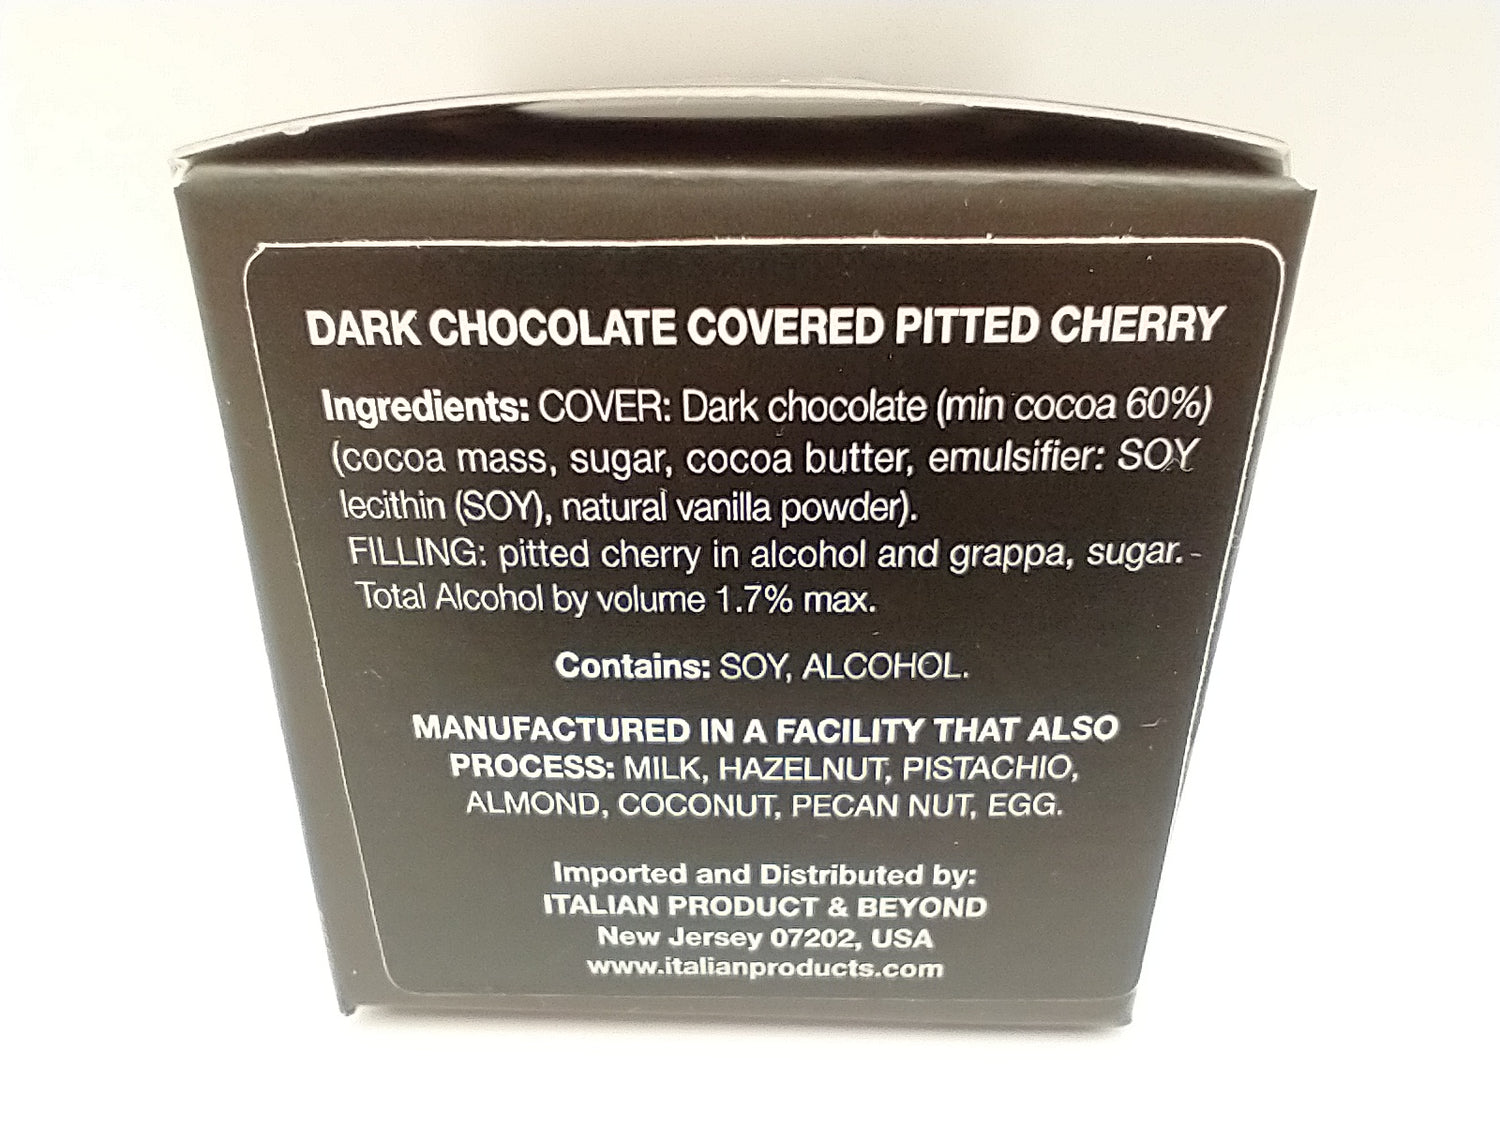 DARK CHOCOLATE COVERED PITTED CHERRY
Ingredients: COVER: Dark chocolate (min cocoa 60%)
(cocoa mass, sugar, cocoa butter, emulsifier: SOY
lecithin (SOY), natural vanilla powder).
FILLING: pitted cherry in alcohol and grappa, sugar.
Total Alcohol by volume 1.7% max.
Contains: SOY, ALCOHOL.
MANUFACTURED IN A FACILITY THAT ALSO
PROCESS: MILK, HAZELNUT, PISTACHIO,
ALMOND, COCONUT, PECAN NUT, EGG.
Imported and Distributed by:
ITALIAN PRODUCT & BEYOND
New Jersey 07202, USA
www.italianproducts.com